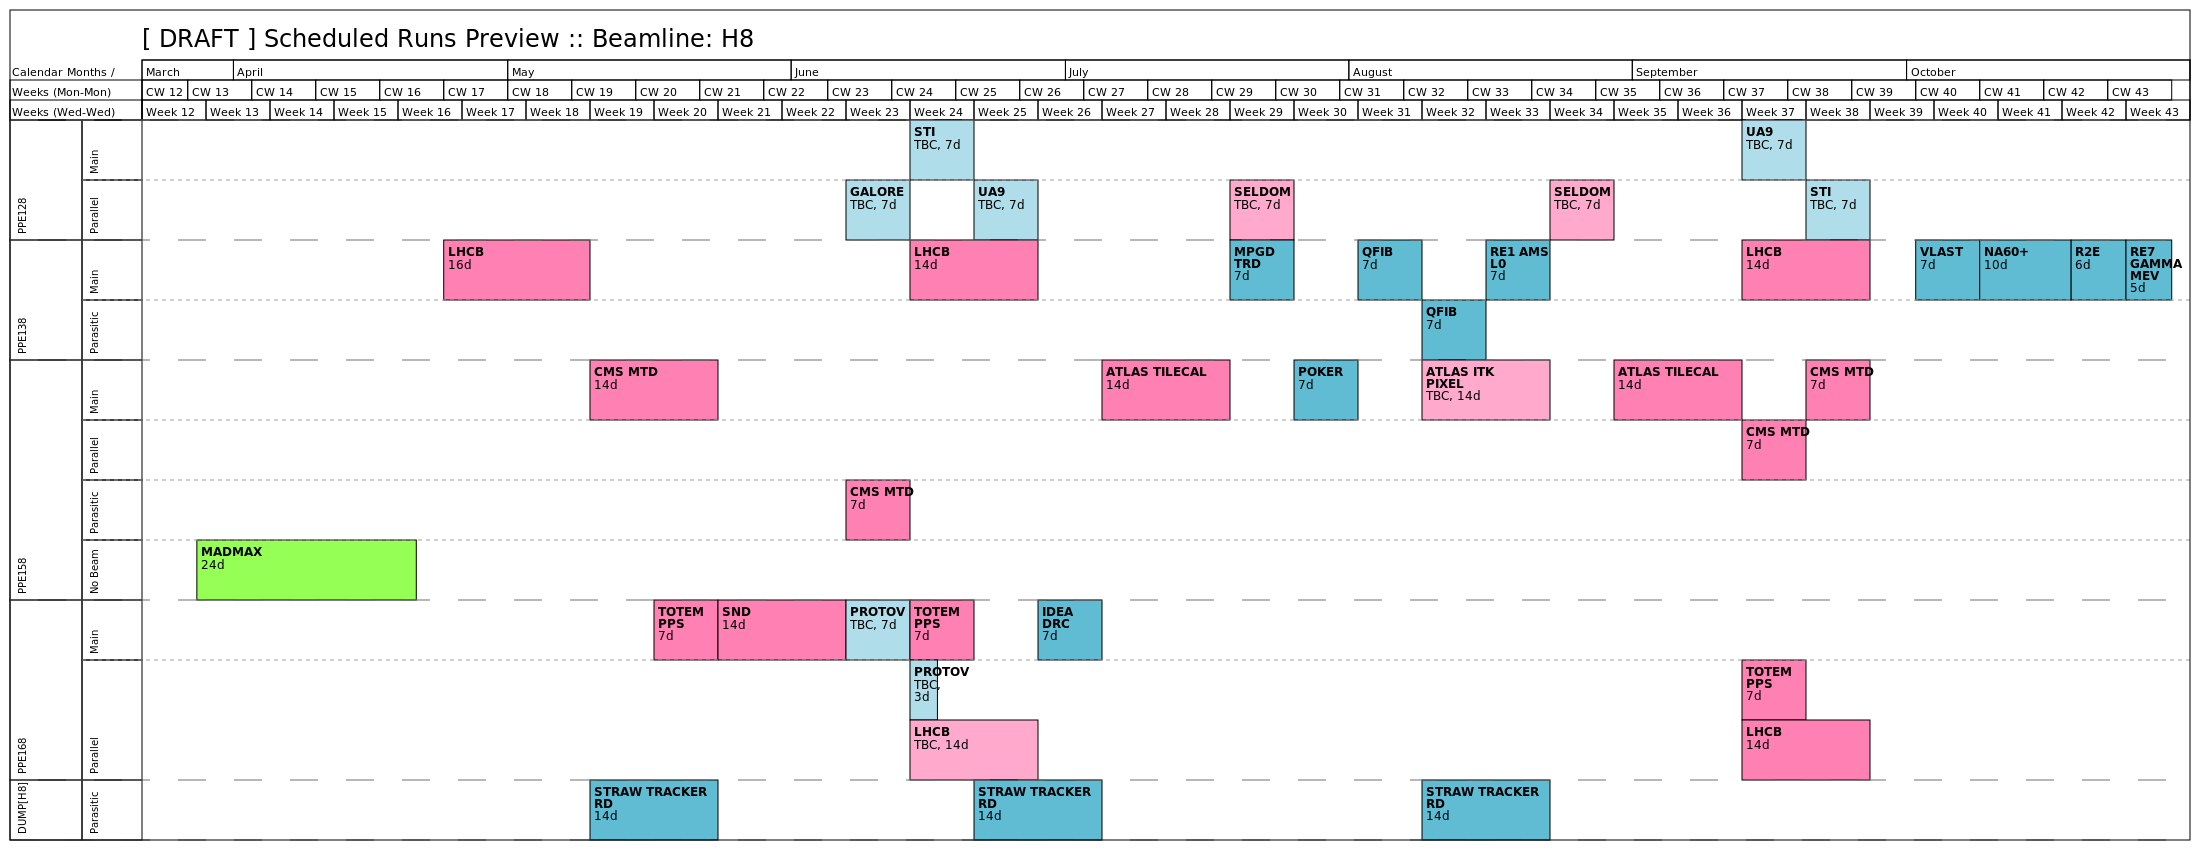 [ DRAFT ] Scheduled Runs Preview :: Beamline: H8
Calendar Months / March April May June July August September October
Weeks (Mon-Mon) CW 12 CW 13 CW 14 CW 15 CW 16 CW 17 CW 18 CW 19 CW 20 CW 21 CW 22 CW 23 CW 24 CW 25 CW 26 CW 27 CW 28 CW 29 CW 30 CW 31 CW 32 CW 33 CW 34 CW 35 CW 36 CW 37 CW 38 CW 39 CW 40 CW 41 CW 42 CW 43
Weeks (Wed-Wed) Week 12 Week 13 Week 14 Week 15 Week 16 Week 17 Week 18 Week 19 Week 20 Week 21 Week 22 Week 23 Week 24 Week 25 Week 26 Week 27 Week 28 Week 29 Week 30 Week 31 Week 32 Week 33 Week 34 Week 35 Week 36 Week 37 Week 38 Week 39 Week 40 Week 41 Week 42 Week 43
PPE128
Main
STI
TBC, 7d
UA9
TBC, 7d
Parallel
GALORE
TBC, 7d
UA9
TBC, 7d
SELDOM
TBC, 7d
SELDOM
TBC, 7d
STI
TBC, 7d
PPE138
Main
LHCB
16d
LHCB
14d
MPGD
TRD
7d
QFIB
7d
RE1 AMS
L0
7d
LHCB
14d
VLAST
7d
NA60+
10d
R2E
6d
RE7
GAMMA
MEV
5d
Parasitic
QFIB
7d
PPE158
Main
CMS MTD
14d
ATLAS TILECAL
14d
POKER
7d
ATLAS ITK
PIXEL
TBC, 14d
ATLAS TILECAL
14d
CMS MTD
7d
Parallel
CMS MTD
7d
Parasitic
CMS MTD
7d
No Beam
MADMAX
24d
PPE168
Main
TOTEM
PPS
7d
SND
14d
PROTOV
TBC, 7d
TOTEM
PPS
7d
IDEA
DRC
7d
Parallel
PROTOV
TBC,
3d
TOTEM
PPS
7d
LHCB
TBC, 14d
LHCB
14d
DUMP[H8]
Parasitic
STRAW TRACKER
RD
14d
STRAW TRACKER
RD
14d
STRAW TRACKER
RD
14d